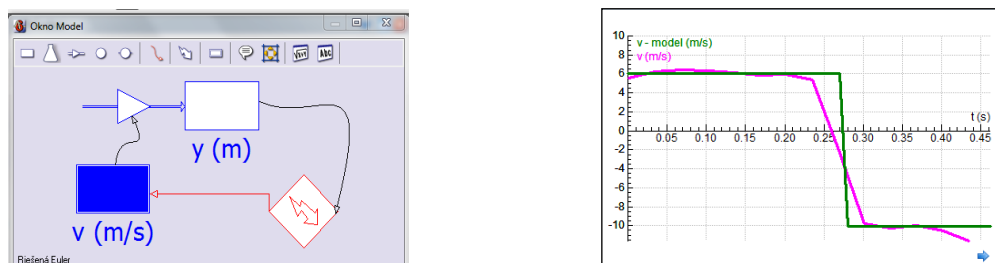 Okno Model
y (m)
v (m/s)
Riešená Euler
10
8
6
4
2
0
-2
-4
-6
-8
-10
v - model (m/s)
v (m/s)
t (s)
0.05 0.10 0.15 0.20 0.25 0.30 0.35 0.40 0.45